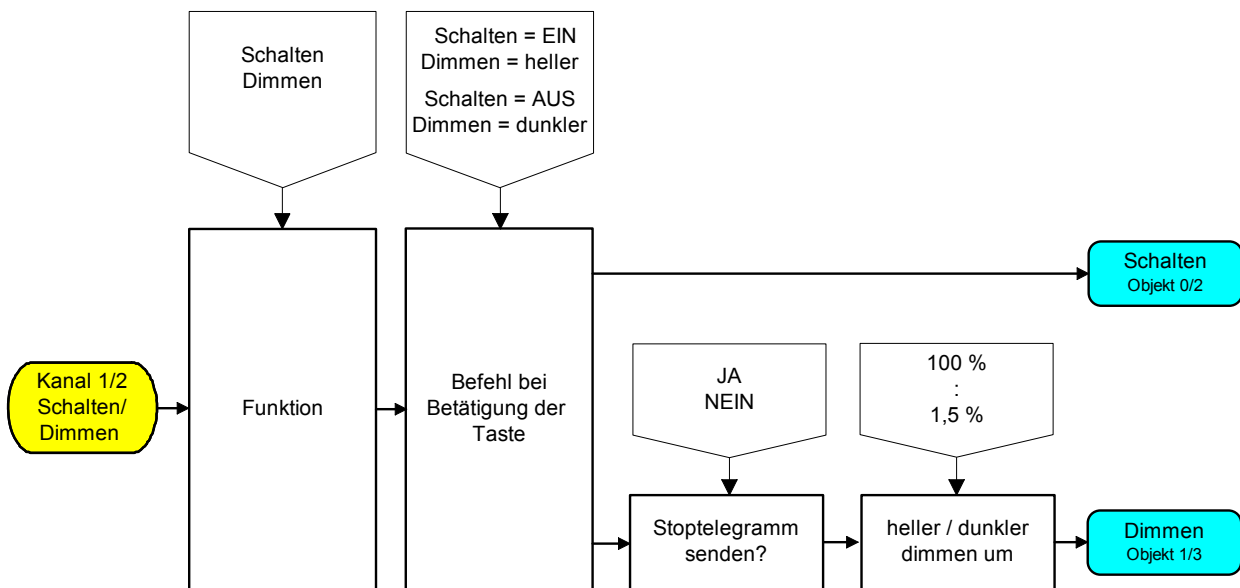 Schalten
Dimmen
Schalten = EIN
Dimmen = heller
Schalten = AUS
Dimmen = dunkler
Kanal 1/2
Schalten/
Dimmen
Funktion
Befehl bei
Betätigung der
Taste
Schalten
Objekt 0/2
JA
NEIN
100 %
:
1,5 %
Stoptelegramm
senden?
heller / dunkler
dimmen um
Dimmen
Objekt 1/3